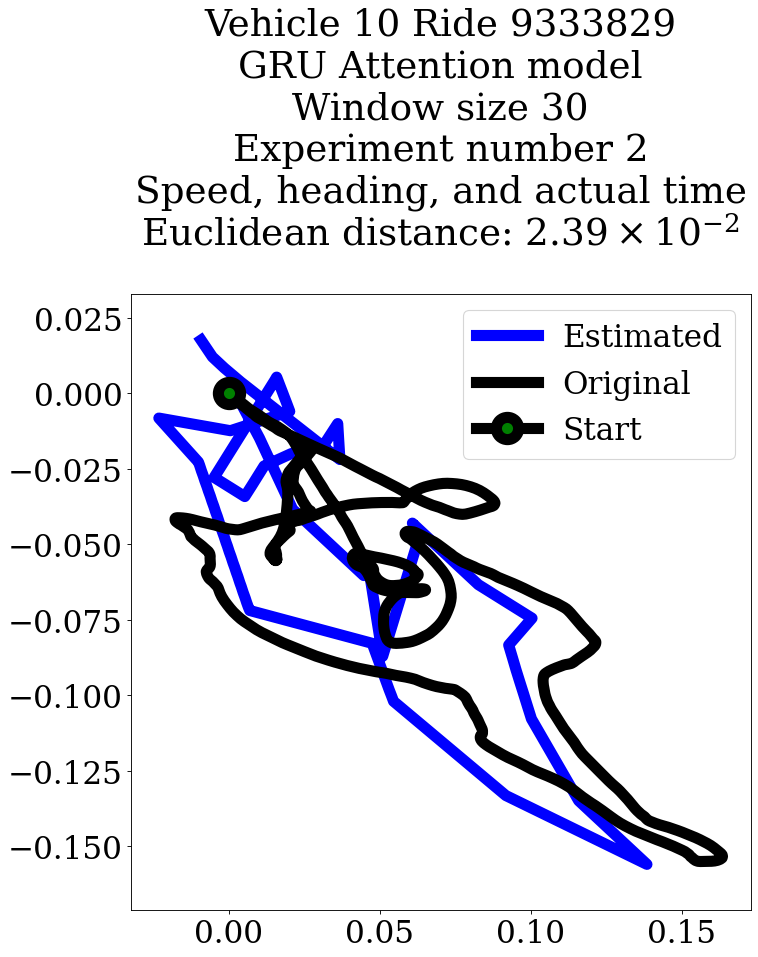 Vehicle 10 Ride 9333829
GRU Attention model
Window size 30
Experiment number 2
Speed, heading, and actual time
Euclidean distance: 2.39 × 10⁻²
Estimated
Original
Start
0.025
0.000
−0.025
−0.050
−0.075
−0.100
−0.125
−0.150
0.00 0.05 0.10 0.15